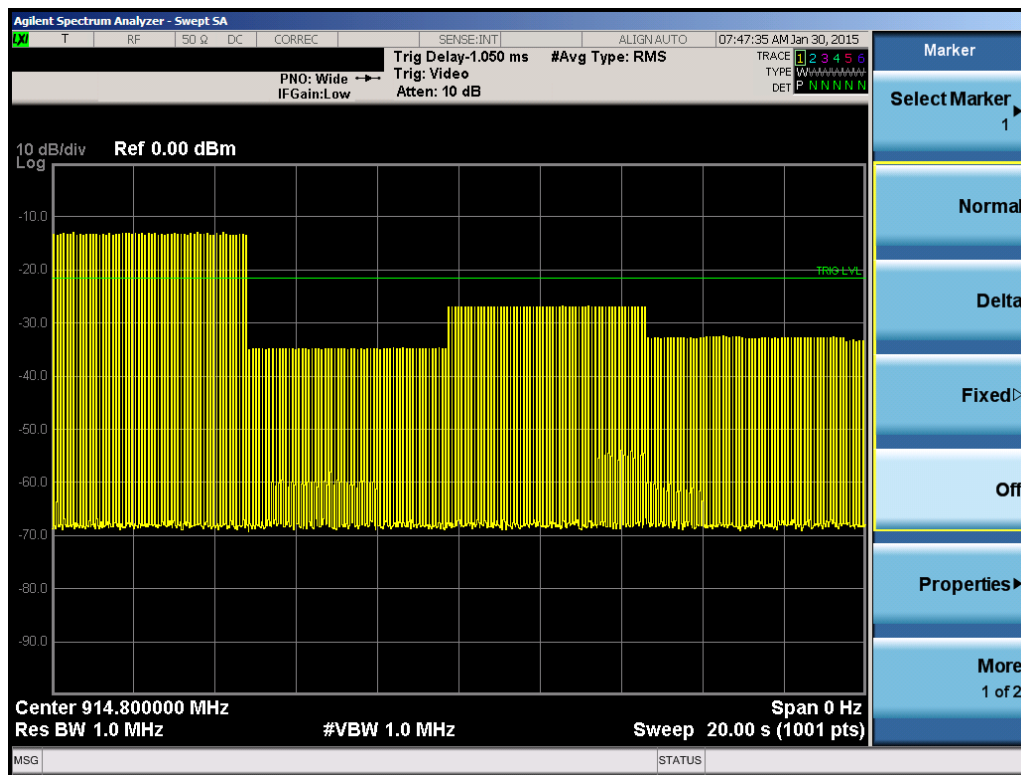 Agilent Spectrum Analyzer - Swept SA
LXI T RF 50 Ω DC CORREC SENSE:INT ALIGN AUTO 07:47:35 AM Jan 30, 2015
Trig Delay-1.050 ms #Avg Type: RMS TRACE 1 2 3 4 5 6
PNO: Wide Trig: Video TYPE W
IFGain:Low Atten: 10 dB DET P N N N N N
10 dB/div Ref 0.00 dBm
Log
-10.0
-20.0
TRIG LVL
-30.0
-40.0
-50.0
-60.0
-70.0
-80.0
-90.0
Center 914.800000 MHz Span 0 Hz
Res BW 1.0 MHz #VBW 1.0 MHz Sweep 20.00 s (1001 pts)
MSG STATUS
Marker
Select Marker
1
Normal
Delta
Fixed
Off
Properties
More
1 of 2